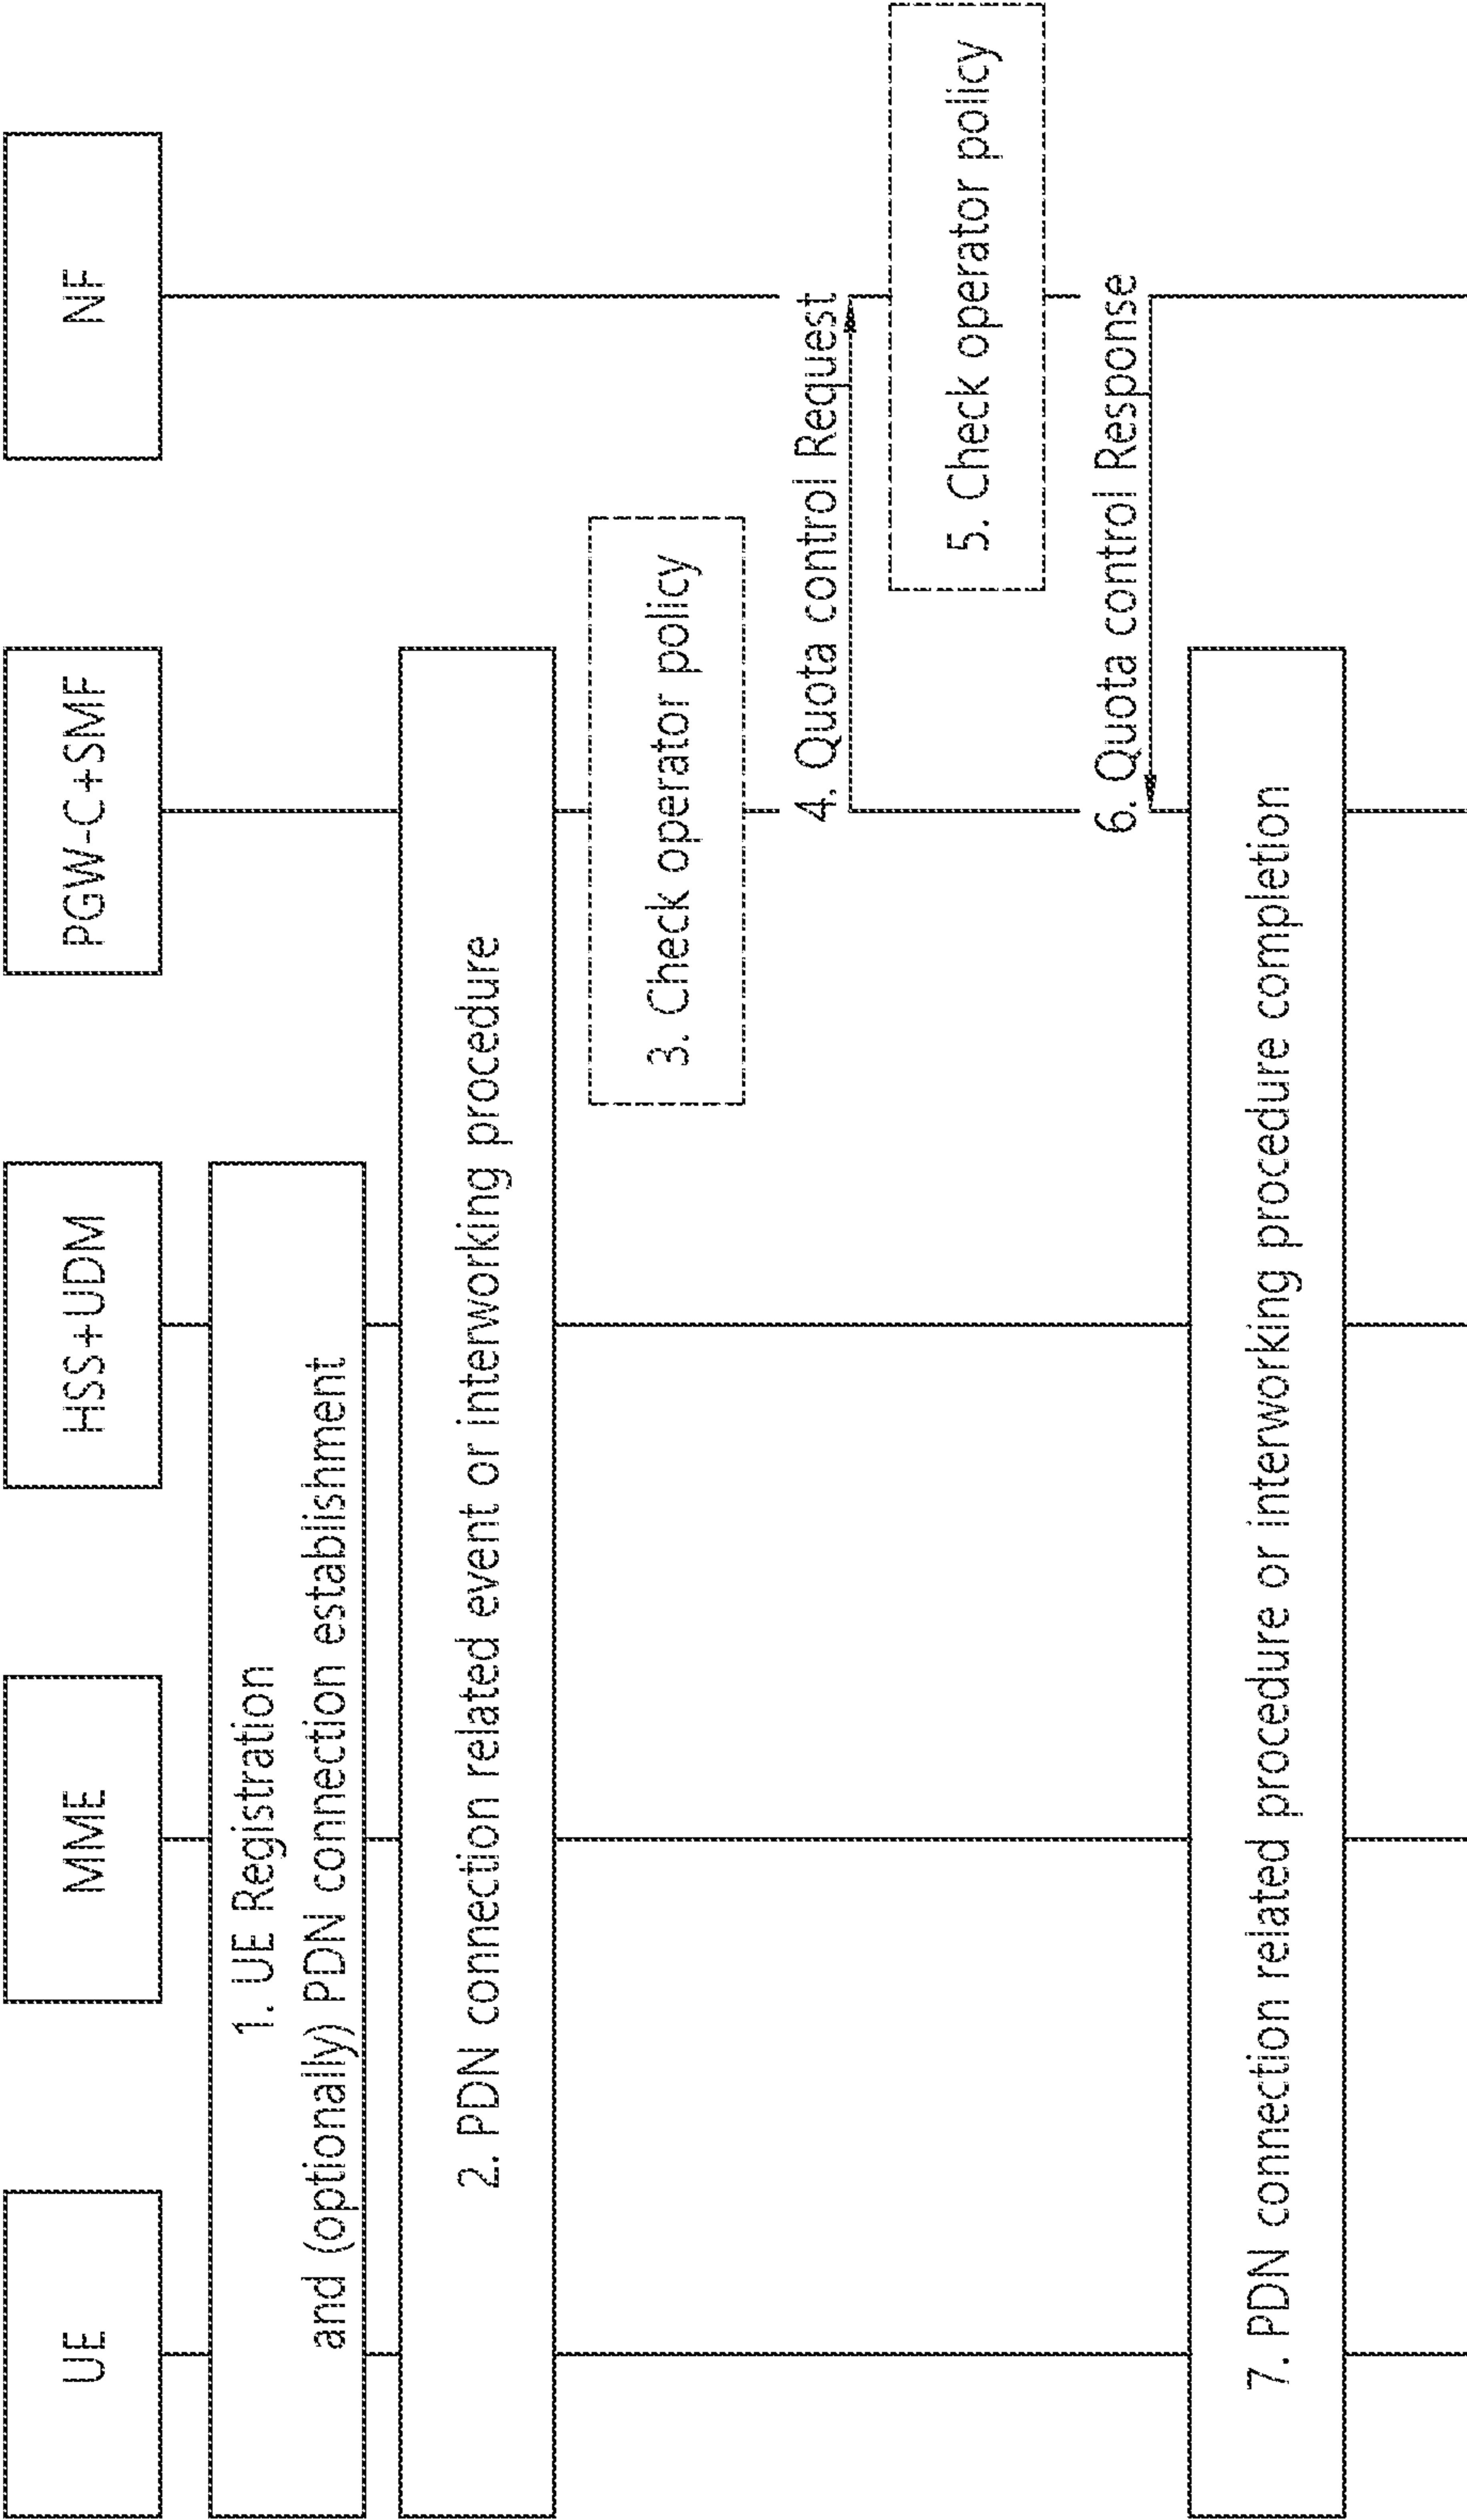 UE
MME
HSS+UDM
PGW-C+SMF
NF
1. UE Registration
and (optionally) PDN connection establishment
2. PDN connection related event or interworking procedure
3. Check operator policy
4. Quota control Request
5. Check operator policy
6. Quota control Response
7. PDN connection related procedure or interworking procedure completion